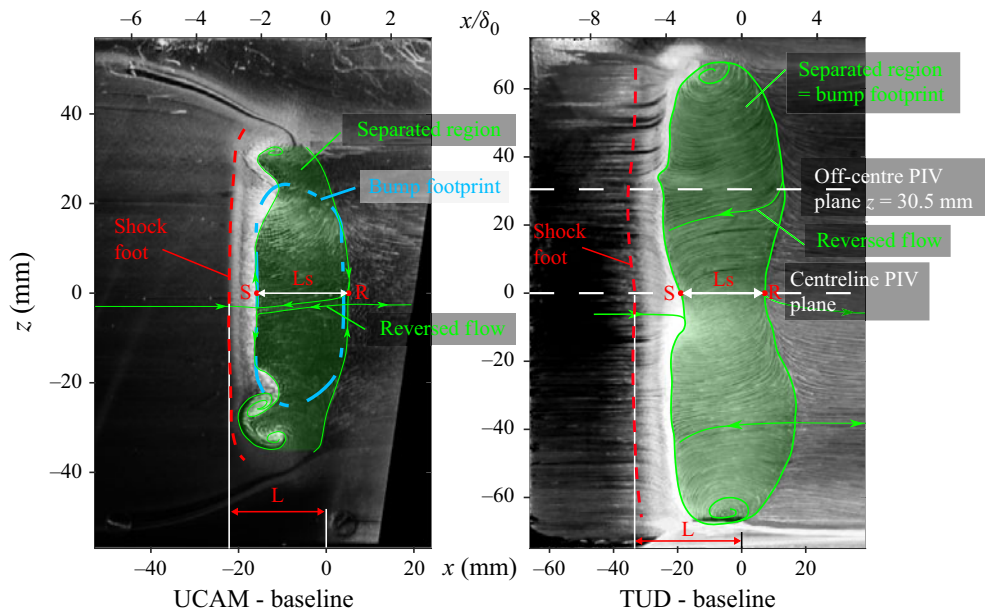 −6 −4 −2 0 2
x/δ0
−8 −4 0 4
40
20
0
−20
−40
z (mm)
Separated region
Bump footprint
Shock
foot
S Ls R
Reversed flow
L
−40 −20 0 20
UCAM - baseline
60
40
20
0
−20
−40
−60
Separated region
= bump footprint
Off-centre PIV
plane z = 30.5 mm
Reversed flow
Shock
foot
S Ls R
Centreline PIV
plane
L
x (mm)
−60 −40 −20 0 20
TUD - baseline